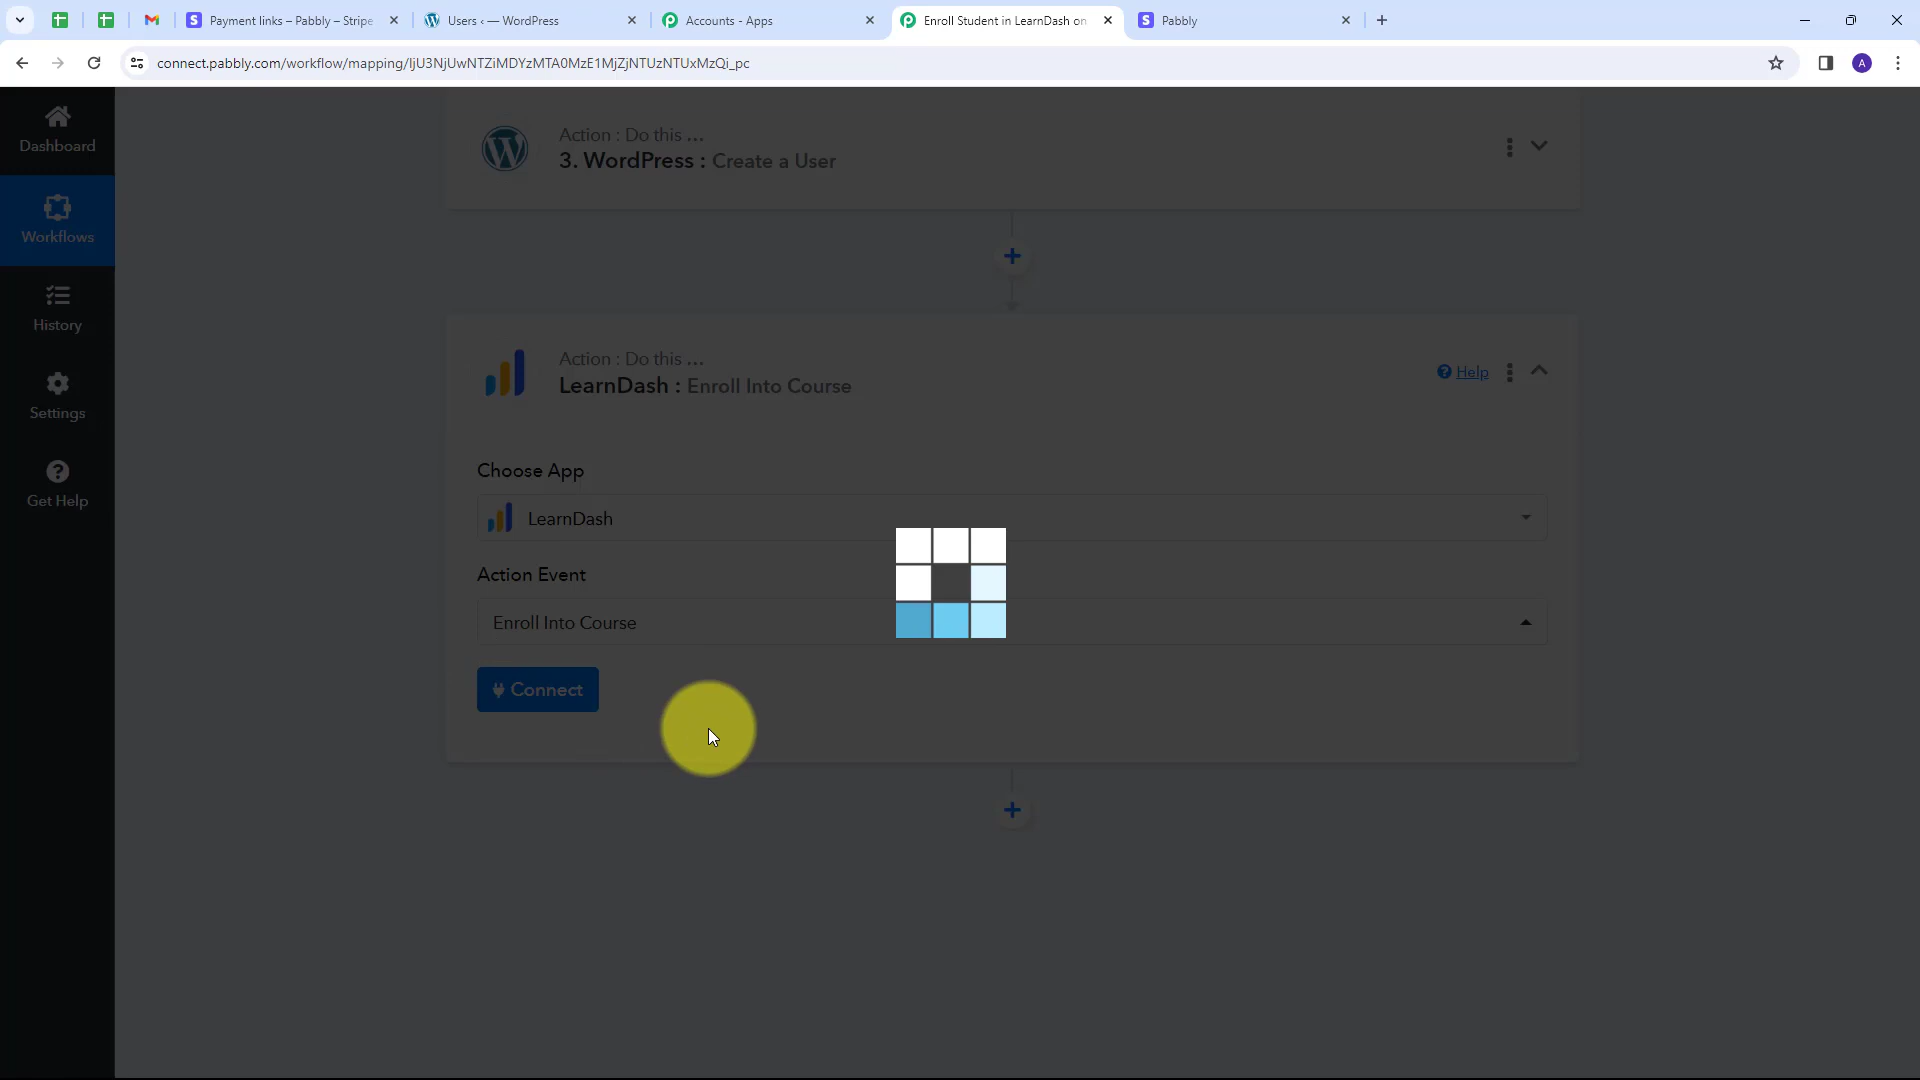 Payment links – Pabbly – Stripe
Users ‹ — WordPress
Accounts - Apps
Enroll Student in LearnDash on
Pabbly
connect.pabbly.com/workflow/mapping/IjU3NjUwNTZiMDYzMTA0MzE1MjZjNTUzNTUxMzQi_pc
A
Dashboard
Workflows
History
Settings
Get Help
Action : Do this ...
3. WordPress : Create a User
Action : Do this ...
LearnDash : Enroll Into Course
Help
Choose App
LearnDash
Action Event
Enroll Into Course
Connect